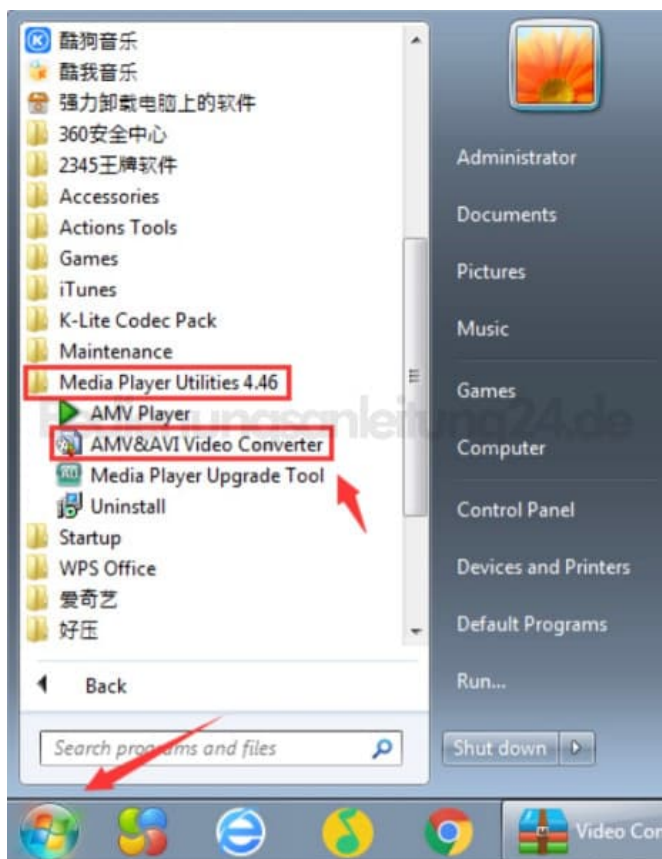 酷狗音乐
酷我音乐
强力卸载电脑上的软件
360安全中心
2345王牌软件
Accessories
Actions Tools
Games
iTunes
K-Lite Codec Pack
Maintenance
Media Player Utilities 4.46
AMV Player
AMV&AVI Video Converter
Media Player Upgrade Tool
Uninstall
Startup
WPS Office
爱奇艺
好压
Back
Search programs and files
Administrator
Documents
Pictures
Music
Games
Computer
Control Panel
Devices and Printers
Default Programs
Run...
Shut down
Video Con
Bedienungsanleitung24.de